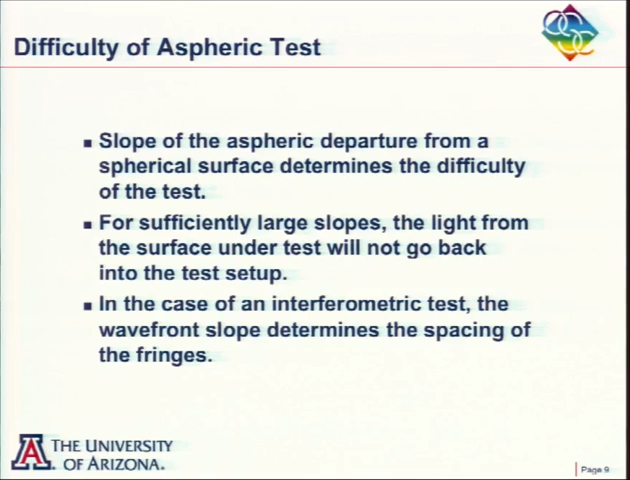 Difficulty of Aspheric Test
OSC
▪ Slope of the aspheric departure from a
spherical surface determines the difficulty
of the test.
▪ For sufficiently large slopes, the light from
the surface under test will not go back
into the test setup.
▪ In the case of an interferometric test, the
wavefront slope determines the spacing of
the fringes.
A THE UNIVERSITY
OF ARIZONA.
Page 9